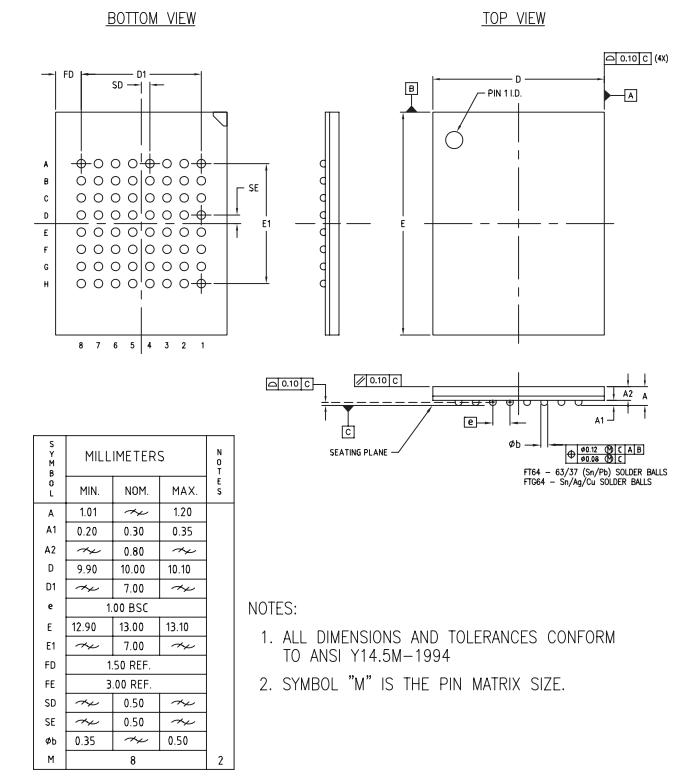 BOTTOM VIEW
TOP VIEW
FD
D1
SD
A
B
C
D
E
F
G
H
SE
E1
8 7 6 5 4 3 2 1
0.10 C (4X)
D
B
A
PIN 1 I.D.
E
0.10 C
0.10 C
A2
A
A1
C
SEATING PLANE
e
Øb
Ø0.12 Ⓜ C A B
Ø0.08 Ⓜ C
FT64 - 63/37 (Sn/Pb) SOLDER BALLS
FTG64 - Sn/Ag/Cu SOLDER BALLS
SYMBOL
MILLIMETERS
NOTES
MIN. NOM. MAX.
A 1.01 1.20
A1 0.20 0.30 0.35
A2 0.80
D 9.90 10.00 10.10
D1 7.00
e 1.00 BSC
E 12.90 13.00 13.10
E1 7.00
FD 1.50 REF.
FE 3.00 REF.
SD 0.50
SE 0.50
Øb 0.35 0.50
M 8 2
NOTES:
1. ALL DIMENSIONS AND TOLERANCES CONFORM
TO ANSI Y14.5M-1994
2. SYMBOL "M" IS THE PIN MATRIX SIZE.